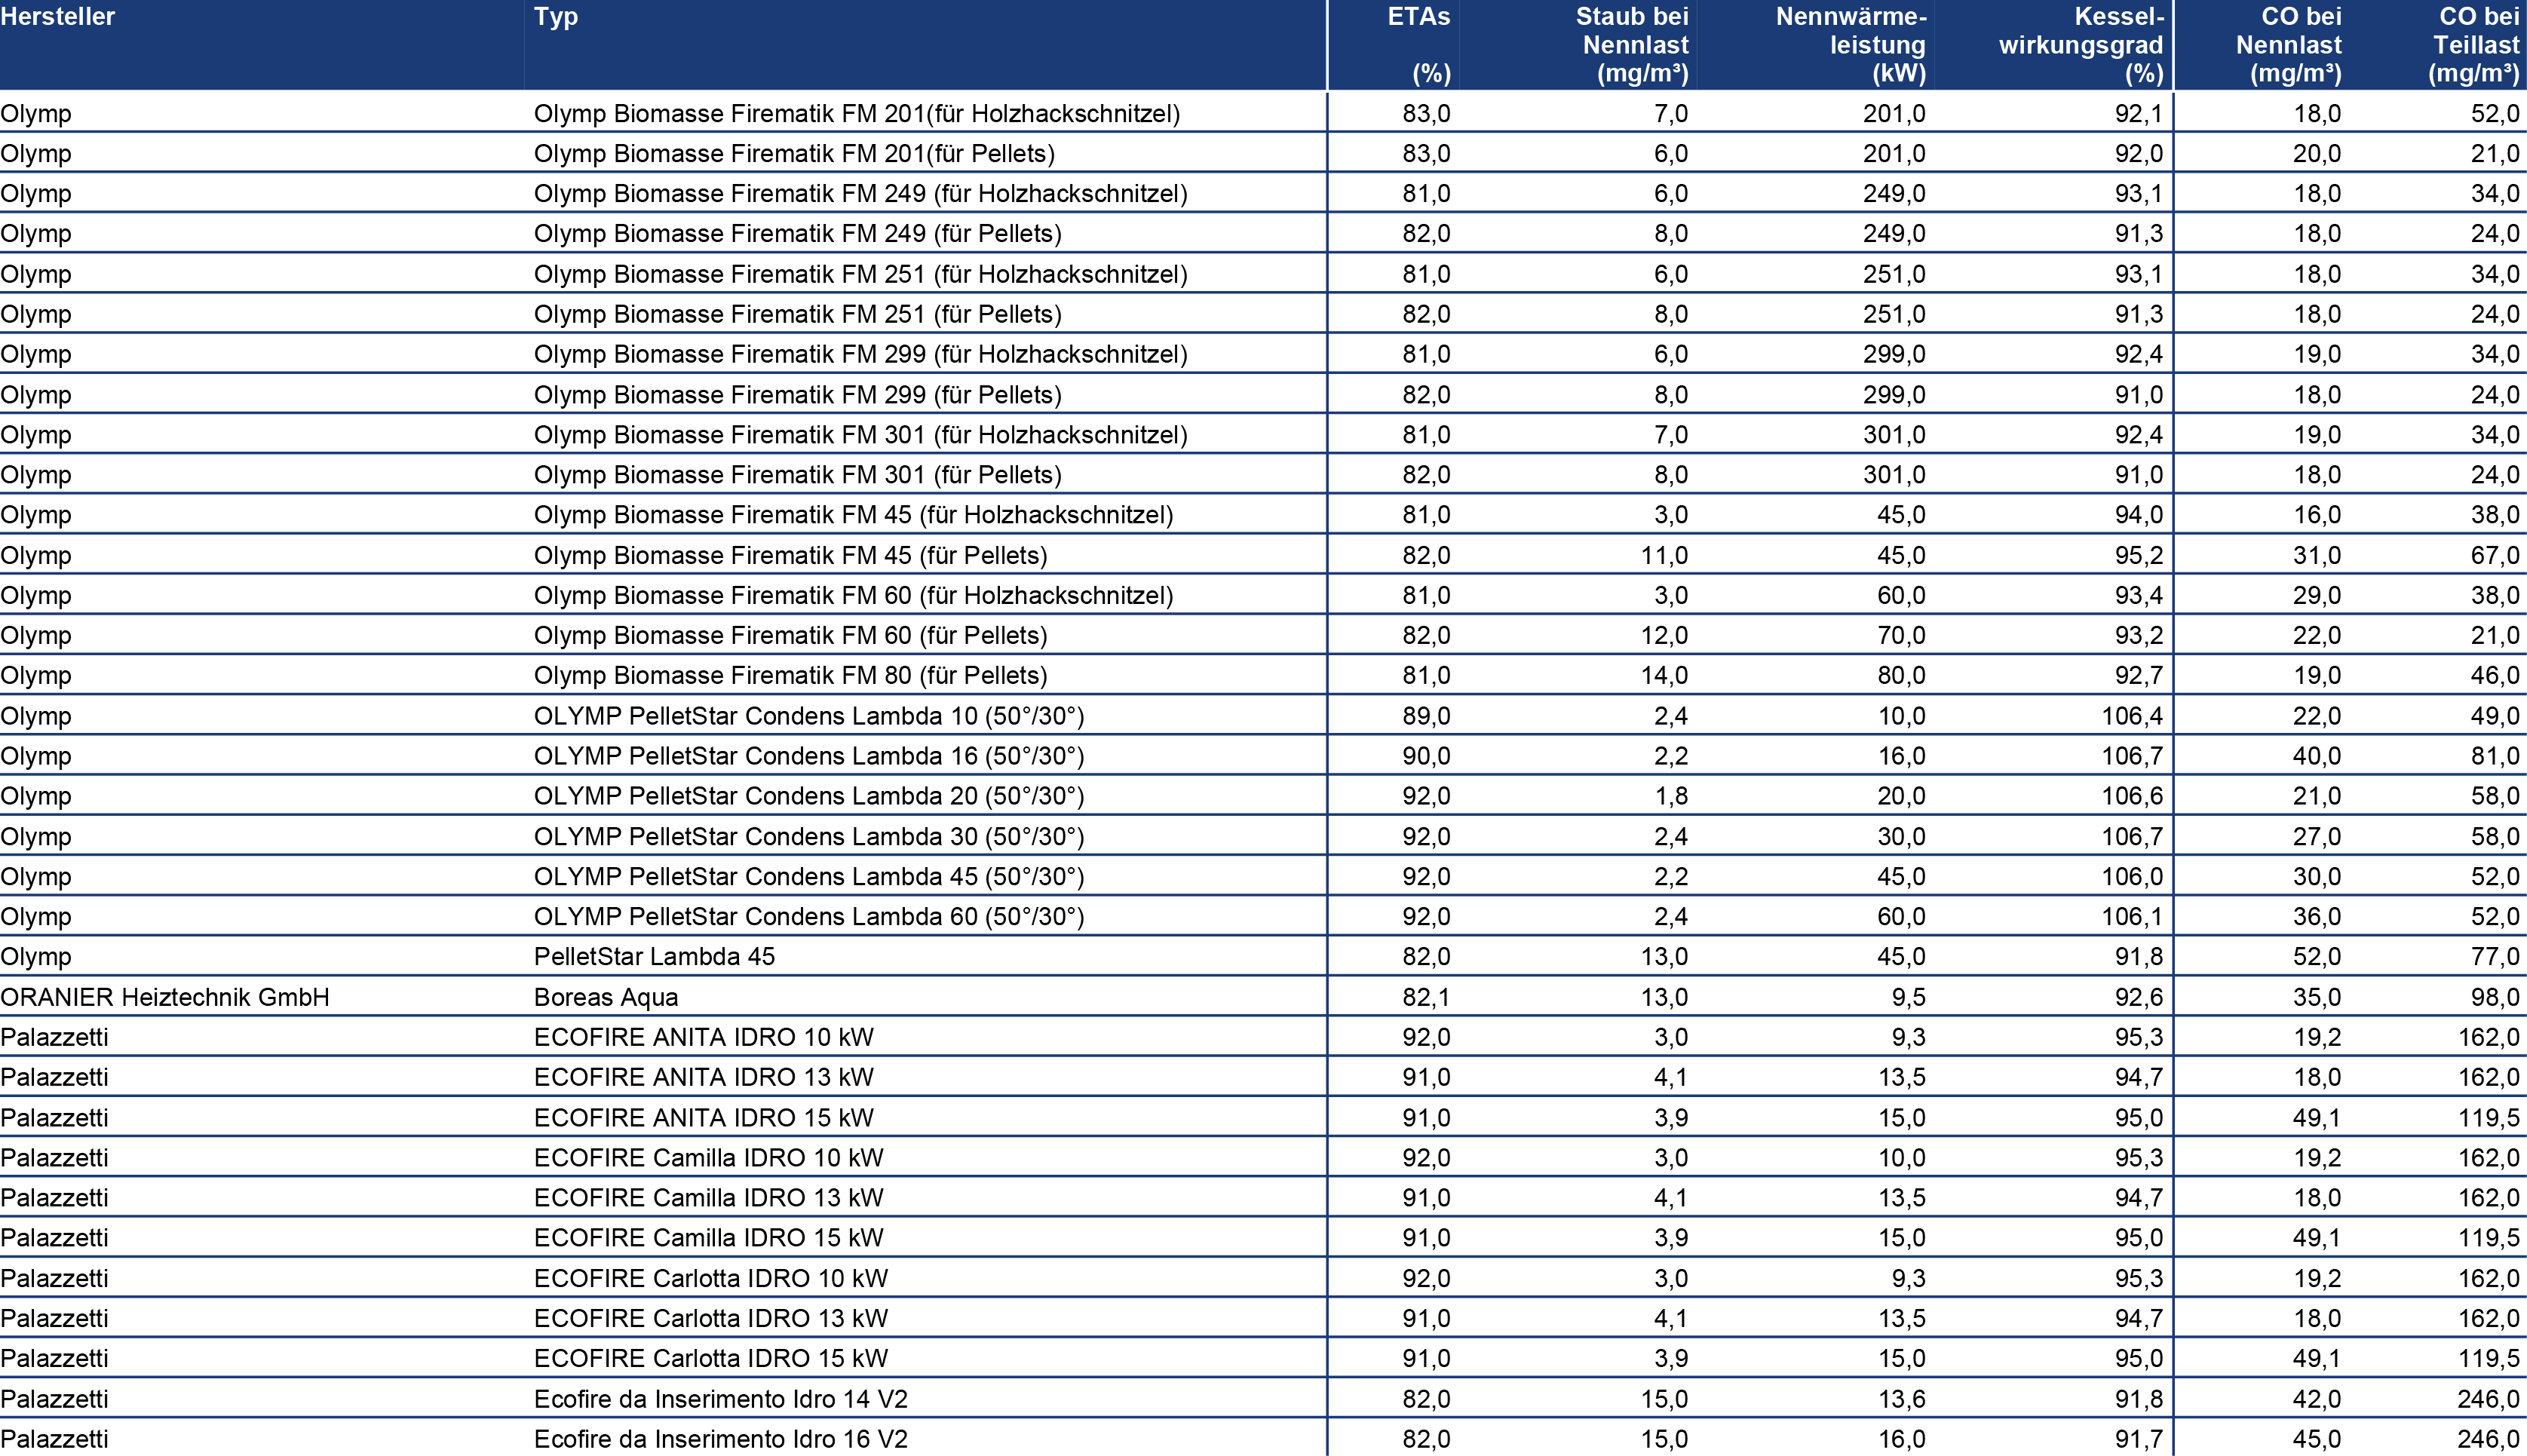 Hersteller Typ ETAs (%) Staub bei Nennlast (mg/m³) Nennwärme-leistung (kW) Kessel-wirkungsgrad (%) CO bei Nennlast (mg/m³) CO bei Teillast (mg/m³)
Olymp Olymp Biomasse Firematik FM 201(für Holzhackschnitzel) 83,0 7,0 201,0 92,1 18,0 52,0
Olymp Olymp Biomasse Firematik FM 201(für Pellets) 83,0 6,0 201,0 92,0 20,0 21,0
Olymp Olymp Biomasse Firematik FM 249 (für Holzhackschnitzel) 81,0 6,0 249,0 93,1 18,0 34,0
Olymp Olymp Biomasse Firematik FM 249 (für Pellets) 82,0 8,0 249,0 91,3 18,0 24,0
Olymp Olymp Biomasse Firematik FM 251 (für Holzhackschnitzel) 81,0 6,0 251,0 93,1 18,0 34,0
Olymp Olymp Biomasse Firematik FM 251 (für Pellets) 82,0 8,0 251,0 91,3 18,0 24,0
Olymp Olymp Biomasse Firematik FM 299 (für Holzhackschnitzel) 81,0 6,0 299,0 92,4 19,0 34,0
Olymp Olymp Biomasse Firematik FM 299 (für Pellets) 82,0 8,0 299,0 91,0 18,0 24,0
Olymp Olymp Biomasse Firematik FM 301 (für Holzhackschnitzel) 81,0 7,0 301,0 92,4 19,0 34,0
Olymp Olymp Biomasse Firematik FM 301 (für Pellets) 82,0 8,0 301,0 91,0 18,0 24,0
Olymp Olymp Biomasse Firematik FM 45 (für Holzhackschnitzel) 81,0 3,0 45,0 94,0 16,0 38,0
Olymp Olymp Biomasse Firematik FM 45 (für Pellets) 82,0 11,0 45,0 95,2 31,0 67,0
Olymp Olymp Biomasse Firematik FM 60 (für Holzhackschnitzel) 81,0 3,0 60,0 93,4 29,0 38,0
Olymp Olymp Biomasse Firematik FM 60 (für Pellets) 82,0 12,0 70,0 93,2 22,0 21,0
Olymp Olymp Biomasse Firematik FM 80 (für Pellets) 81,0 14,0 80,0 92,7 19,0 46,0
Olymp OLYMP PelletStar Condens Lambda 10 (50°/30°) 89,0 2,4 10,0 106,4 22,0 49,0
Olymp OLYMP PelletStar Condens Lambda 16 (50°/30°) 90,0 2,2 16,0 106,7 40,0 81,0
Olymp OLYMP PelletStar Condens Lambda 20 (50°/30°) 92,0 1,8 20,0 106,6 21,0 58,0
Olymp OLYMP PelletStar Condens Lambda 30 (50°/30°) 92,0 2,4 30,0 106,7 27,0 58,0
Olymp OLYMP PelletStar Condens Lambda 45 (50°/30°) 92,0 2,2 45,0 106,0 30,0 52,0
Olymp OLYMP PelletStar Condens Lambda 60 (50°/30°) 92,0 2,4 60,0 106,1 36,0 52,0
Olymp PelletStar Lambda 45 82,0 13,0 45,0 91,8 52,0 77,0
ORANIER Heiztechnik GmbH Boreas Aqua 82,1 13,0 9,5 92,6 35,0 98,0
Palazzetti ECOFIRE ANITA IDRO 10 kW 92,0 3,0 9,3 95,3 19,2 162,0
Palazzetti ECOFIRE ANITA IDRO 13 kW 91,0 4,1 13,5 94,7 18,0 162,0
Palazzetti ECOFIRE ANITA IDRO 15 kW 91,0 3,9 15,0 95,0 49,1 119,5
Palazzetti ECOFIRE Camilla IDRO 10 kW 92,0 3,0 10,0 95,3 19,2 162,0
Palazzetti ECOFIRE Camilla IDRO 13 kW 91,0 4,1 13,5 94,7 18,0 162,0
Palazzetti ECOFIRE Camilla IDRO 15 kW 91,0 3,9 15,0 95,0 49,1 119,5
Palazzetti ECOFIRE Carlotta IDRO 10 kW 92,0 3,0 9,3 95,3 19,2 162,0
Palazzetti ECOFIRE Carlotta IDRO 13 kW 91,0 4,1 13,5 94,7 18,0 162,0
Palazzetti ECOFIRE Carlotta IDRO 15 kW 91,0 3,9 15,0 95,0 49,1 119,5
Palazzetti Ecofire da Inserimento Idro 14 V2 82,0 15,0 13,6 91,8 42,0 246,0
Palazzetti Ecofire da Inserimento Idro 16 V2 82,0 15,0 16,0 91,7 45,0 246,0